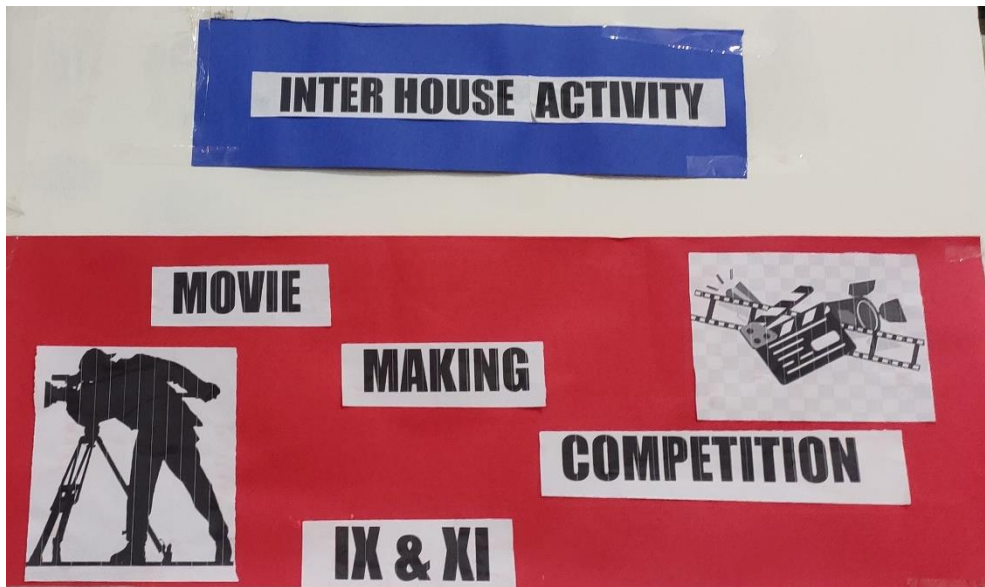 INTER HOUSE ACTIVITY
MOVIE
MAKING
COMPETITION
IX & XI